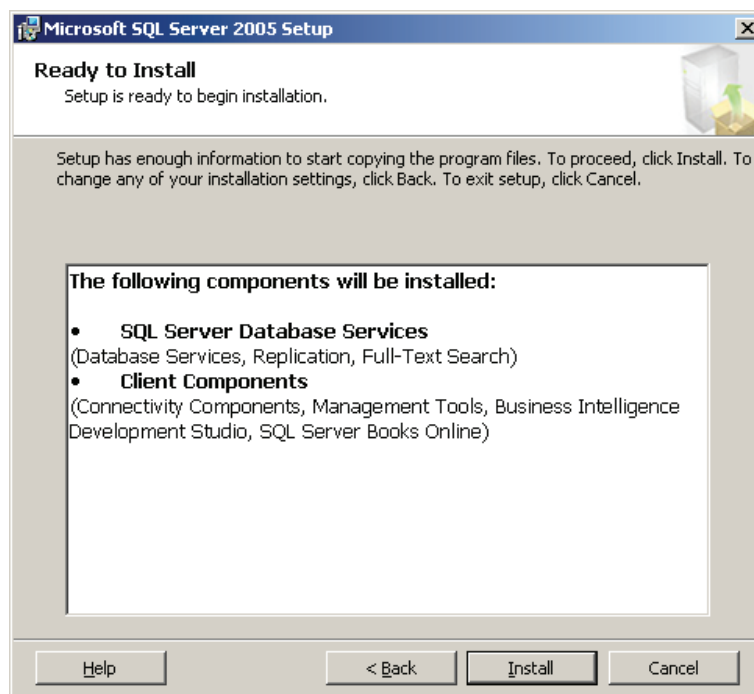 Microsoft SQL Server 2005 Setup
Ready to Install
Setup is ready to begin installation.
Setup has enough information to start copying the program files. To proceed, click Install. To
change any of your installation settings, click Back. To exit setup, click Cancel.
The following components will be installed:
• SQL Server Database Services
(Database Services, Replication, Full-Text Search)
• Client Components
(Connectivity Components, Management Tools, Business Intelligence
Development Studio, SQL Server Books Online)
Help < Back Install Cancel